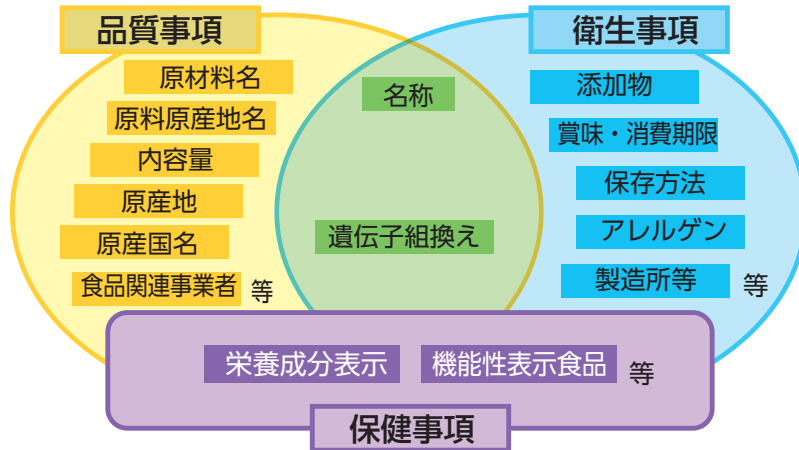 品質事項
原材料名
原料原産地名
内容量
原産地
原産国名
食品関連事業者 等
名称
遺伝子組換え
衛生事項
添加物
賞味・消費期限
保存方法
アレルゲン
製造所等 等
栄養成分表示 機能性表示食品 等
保健事項